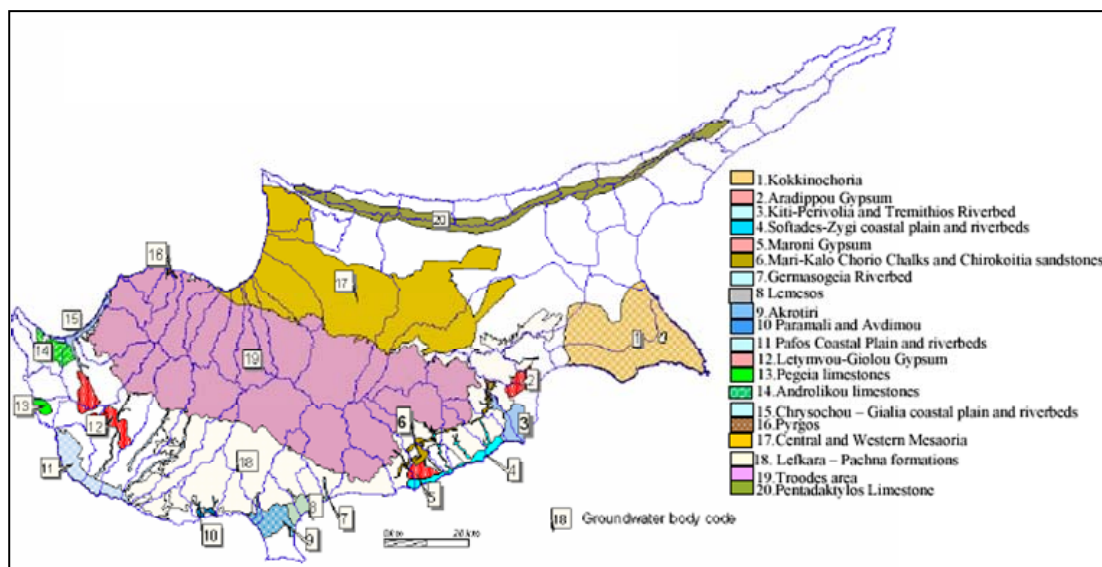 1.Kokkinochoria
2.Aradippou Gypsum
3.Kiti-Perivolia and Tremithios Riverbed
4.Softades-Zygi coastal plain and riverbeds
5.Maroni Gypsum
6.Mari-Kalo Chorio Chalks and Chirokoitia sandstones
7.Germasogeia Riverbed
8 Lemesos
9.Akrotiri
10 Paramali and Avdimou
11 Pafos Coastal Plain and riverbeds
12.Letymvou-Giolou Gypsum
13.Pegeia limestones
14.Androlikou limestones
15.Chrysochou – Gialia coastal plain and riverbeds
16.Pyrgos
17.Central and Western Mesaoria
18. Lefkara – Pachna formations
19.Troodes area
20.Pentadaktylos Limestone
20
16
17
15
1
14
19
2
13
12
6
3
11
18
4
5
8
7
10
9
0km 20 km
18 Groundwater body code